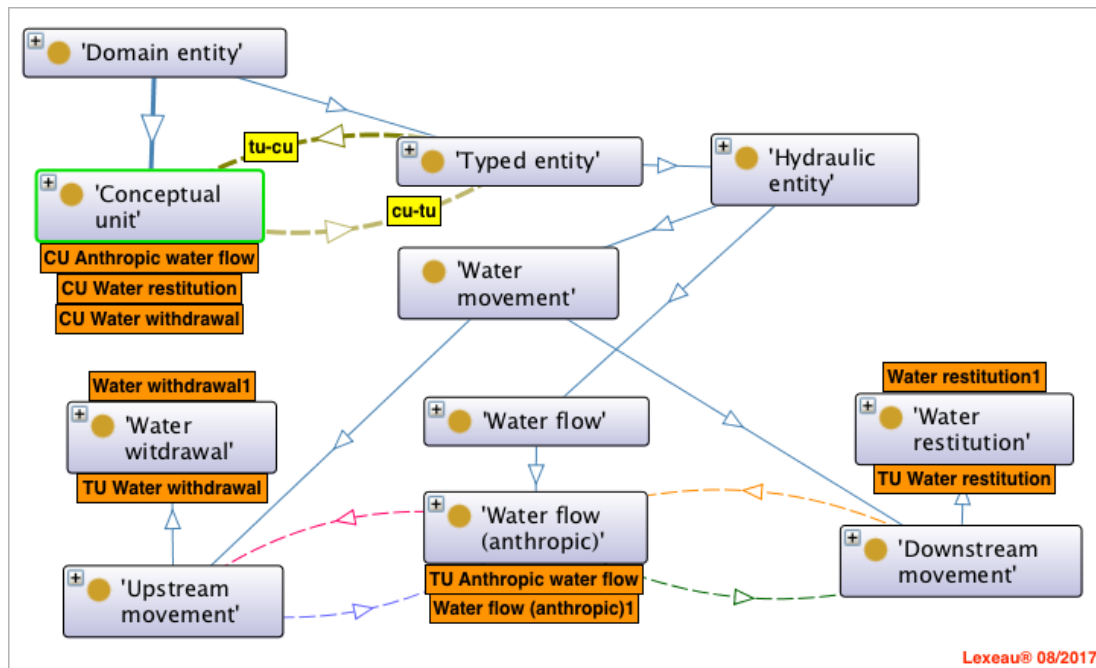 'Domain entity'
tu-cu
'Typed entity'
'Hydraulic
entity'
'Conceptual
unit'
cu-tu
CU Anthropic water flow
CU Water restitution
CU Water withdrawal
'Water
movement'
Water withdrawal1
'Water
witdrawal'
TU Water withdrawal
'Water flow'
Water restitution1
'Water
restitution'
TU Water restitution
'Water flow
(anthropic)'
TU Anthropic water flow
Water flow (anthropic)1
'Upstream
movement'
'Downstream
movement'
Lexeau® 08/2017